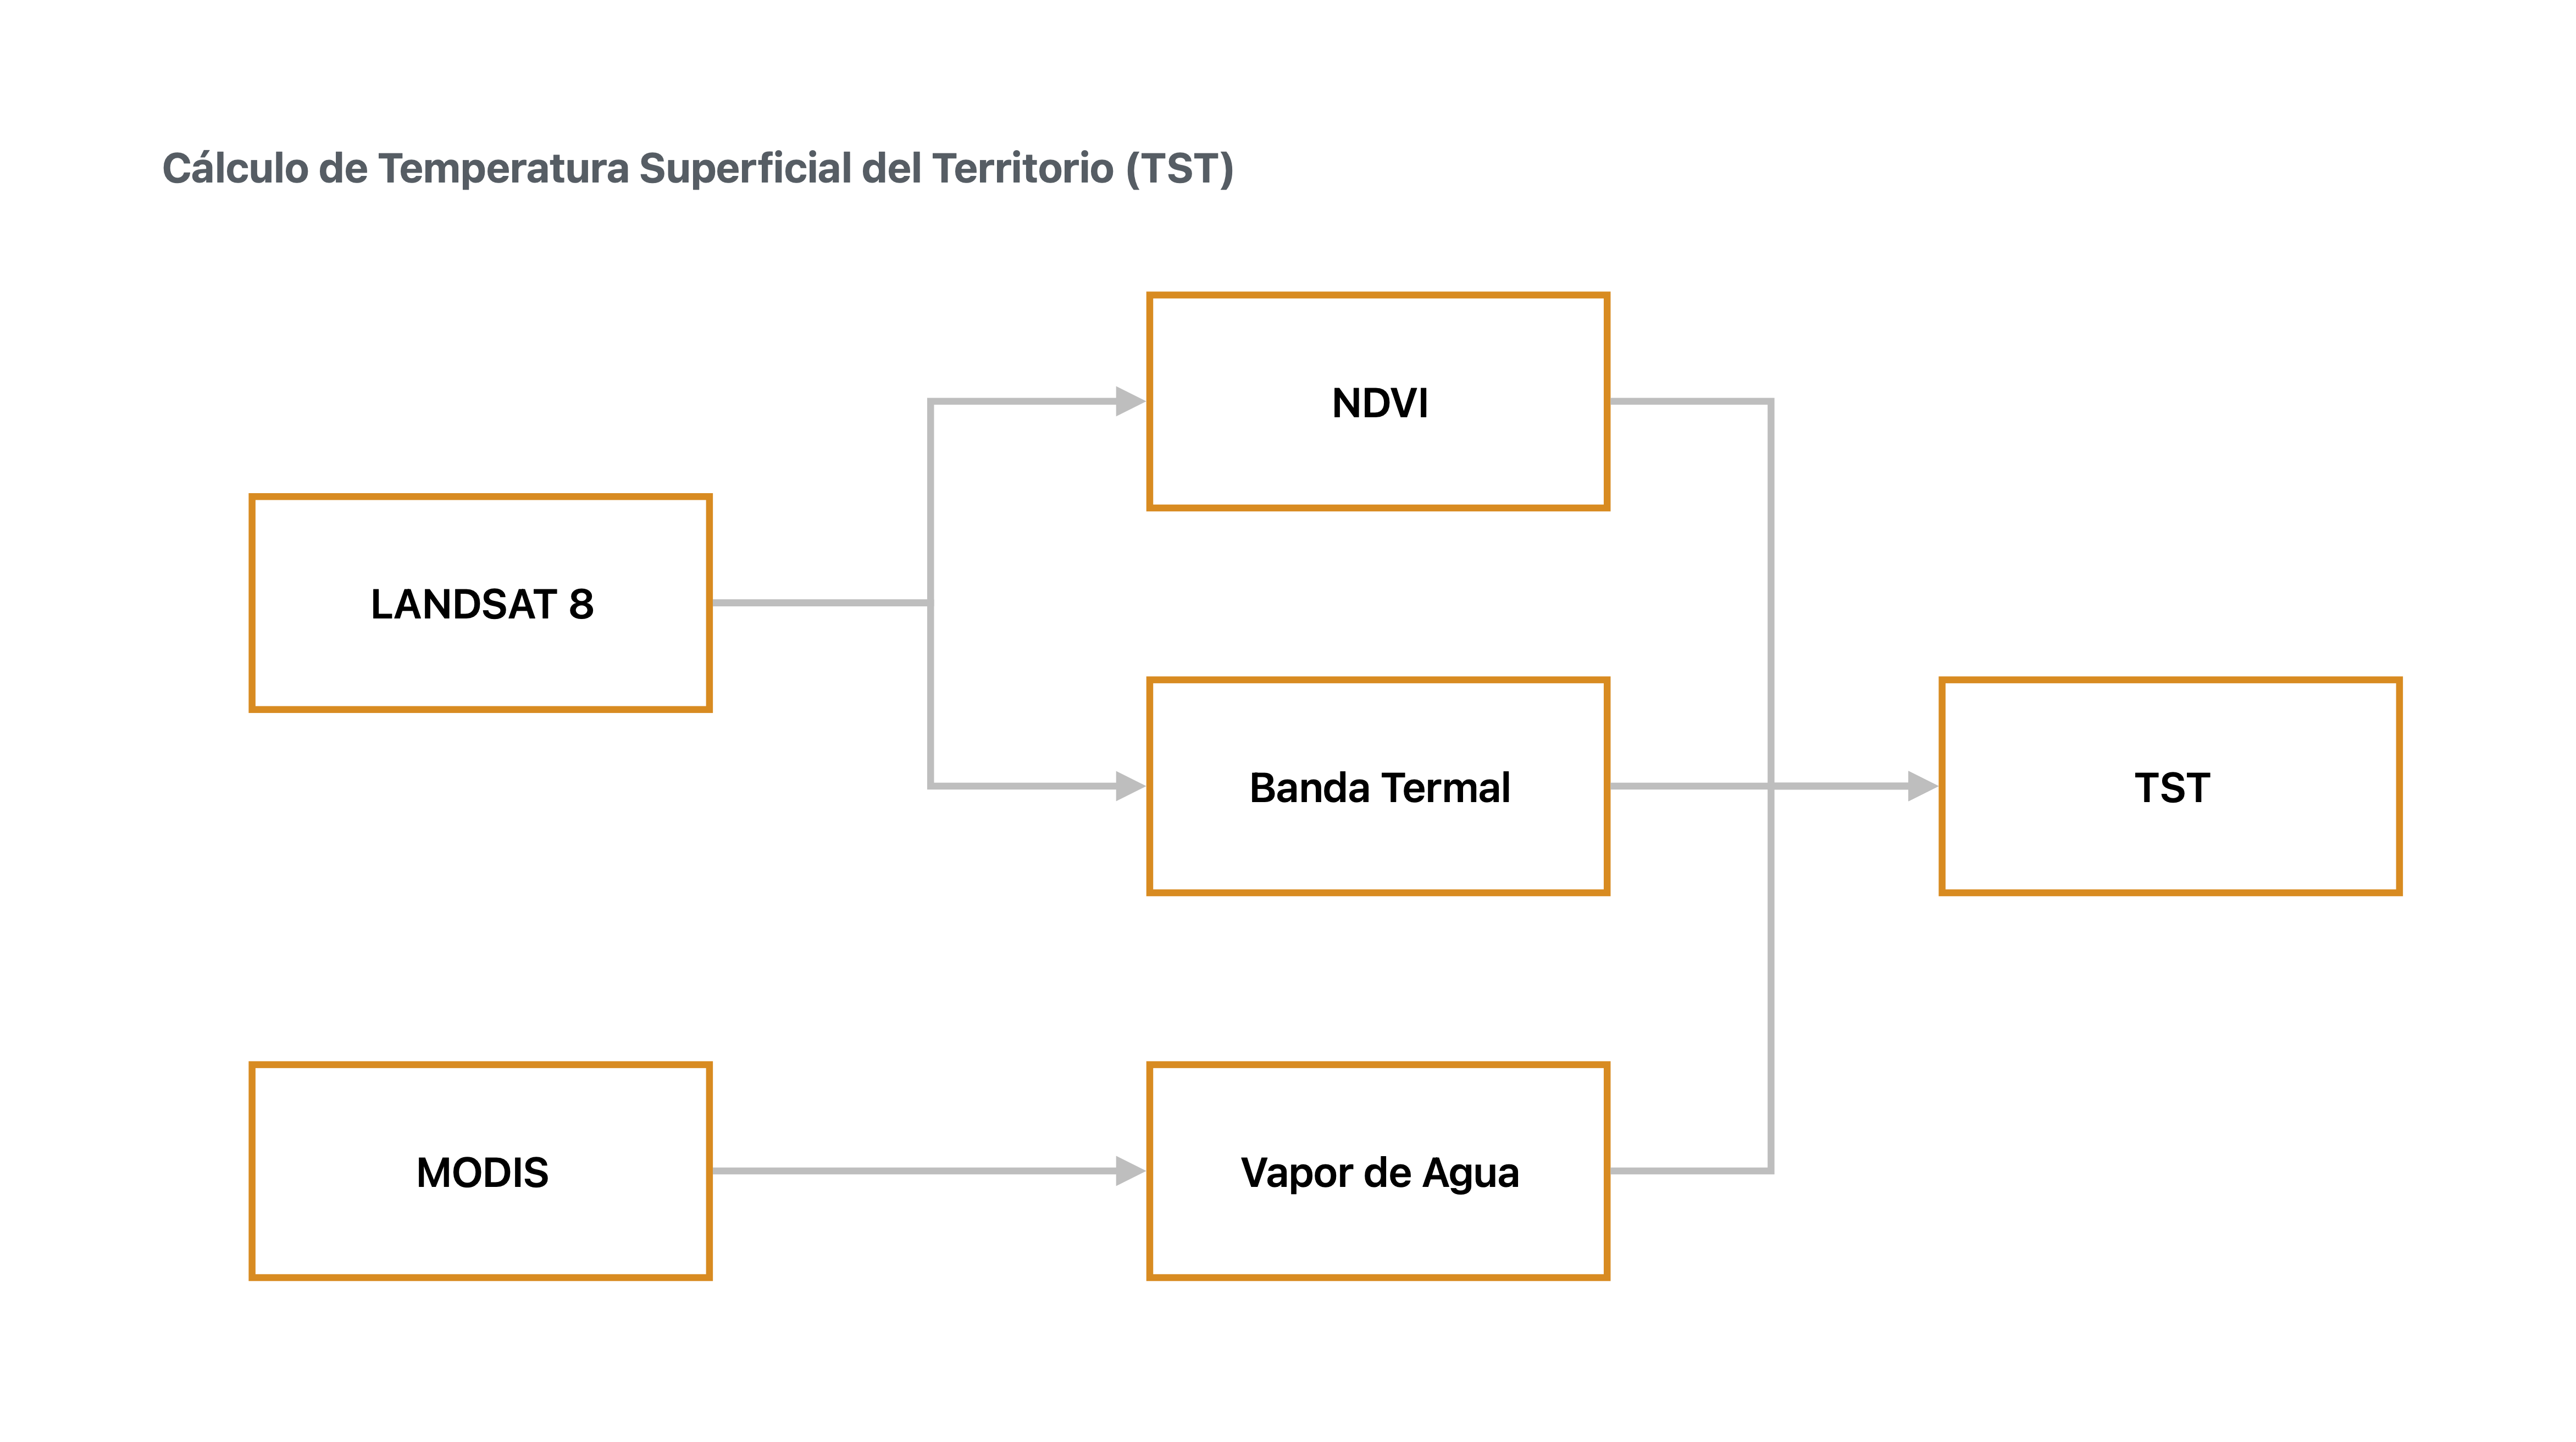 Cálculo de Temperatura Superficial del Territorio (TST)
NDVI
LANDSAT 8
Banda Termal
TST
MODIS
Vapor de Agua